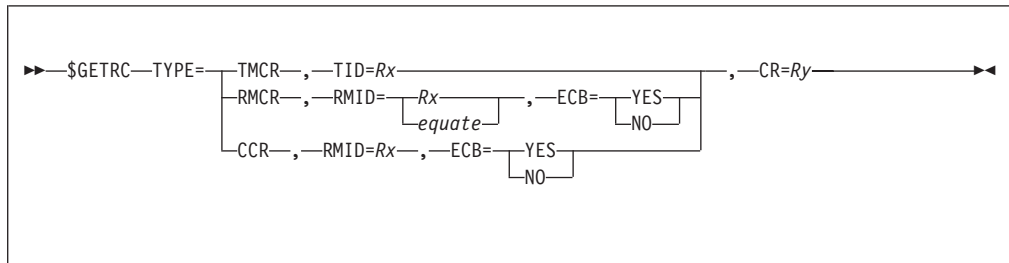 $GETRC TYPE= TMCR , TID=Rx , CR=Ry
RMCR , RMID= Rx , ECB= YES
equate NO
CCR , RMID=Rx , ECB= YES
NO